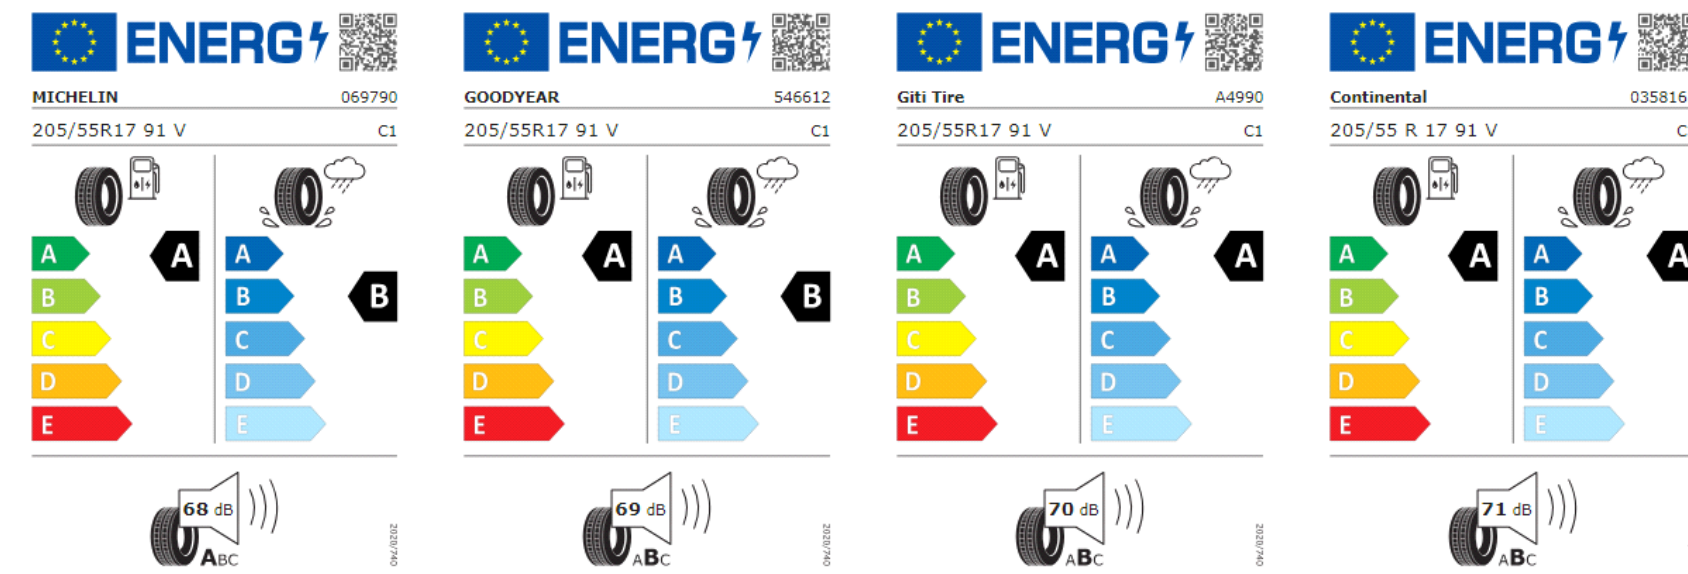 ENERG
MICHELIN 069790
205/55R17 91 V C1
A A A
B B B
C C
D D
E E
68 dB
ABC
2020/740
ENERG
GOODYEAR 546612
205/55R17 91 V C1
A A A
B B B
C C
D D
E E
69 dB
ABC
2020/740
ENERG
Giti Tire A4990
205/55R17 91 V C1
A A A A
B B
C C
D D
E E
70 dB
ABC
2020/740
ENERG
Continental 035816
205/55 R 17 91 V C
A A A A
B B
C C
D D
E E
71 dB
ABC